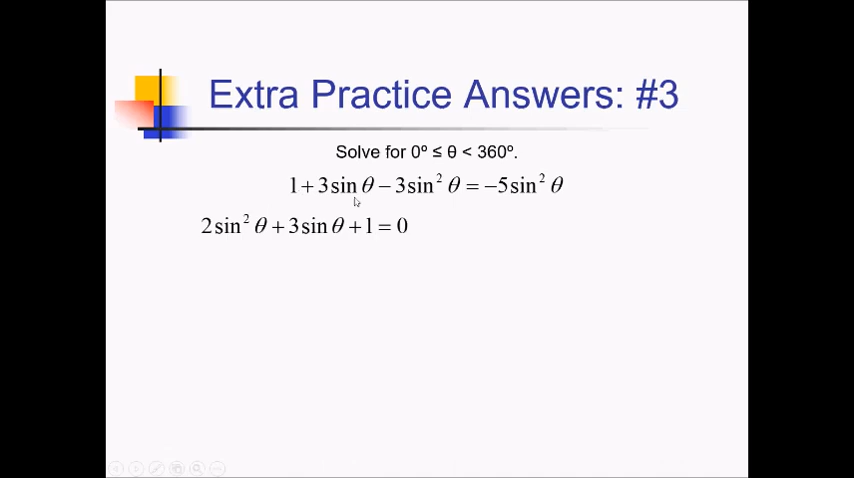 Extra Practice Answers: #3
Solve for 0º ≤ θ < 360º.
1 + 3sin θ − 3sin² θ = −5sin² θ
2sin² θ + 3sin θ + 1 = 0